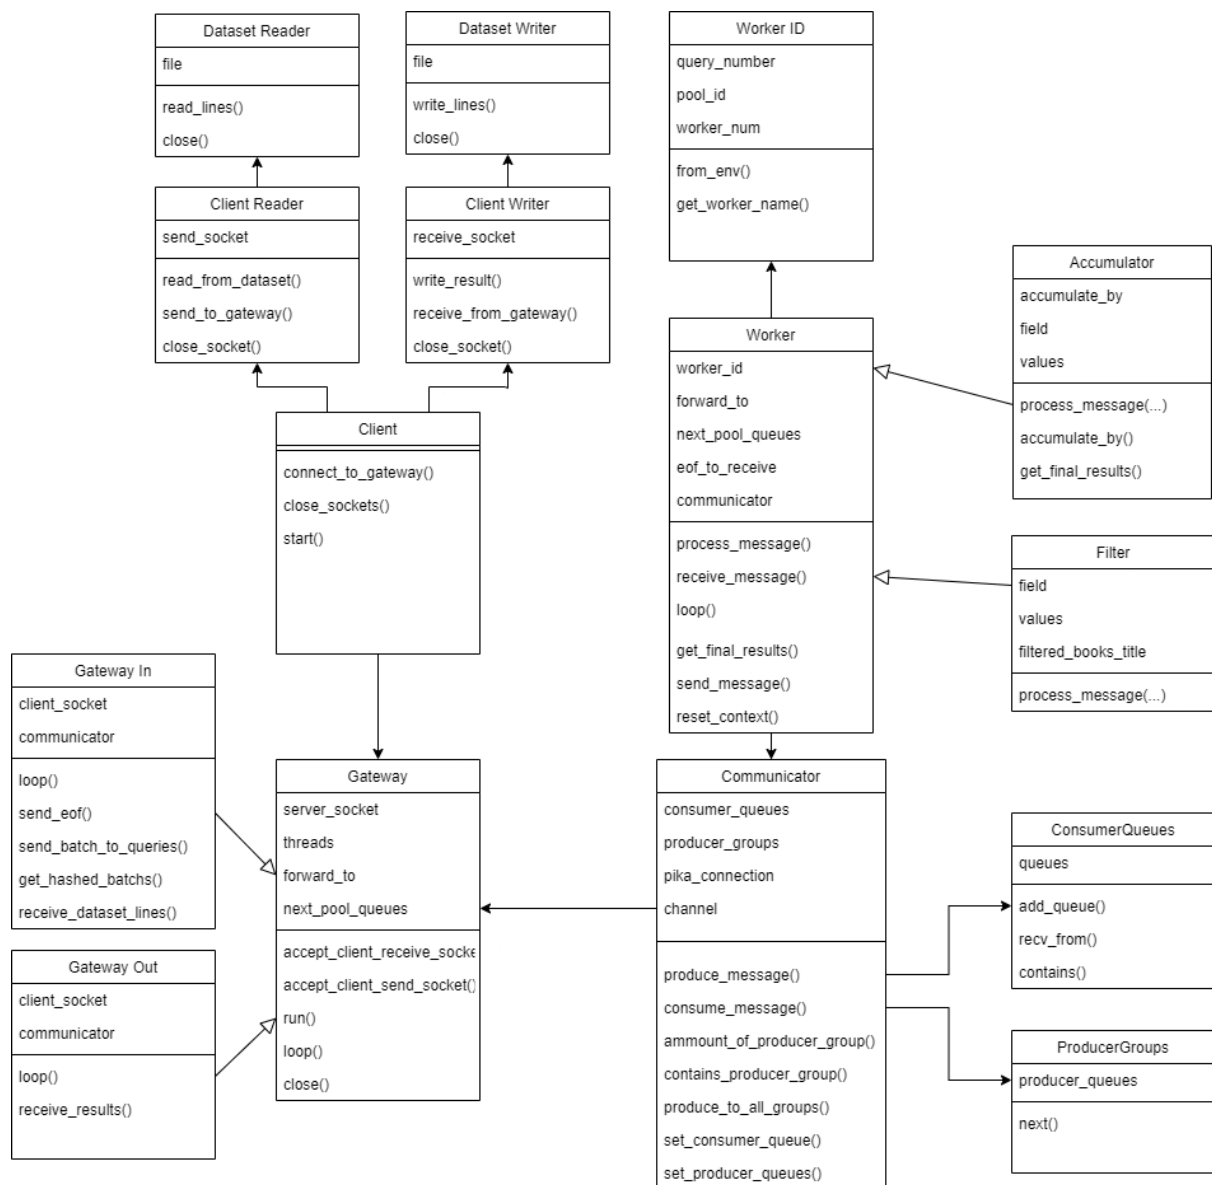 Dataset Reader
file
read_lines()
close()
Dataset Writer
file
write_lines()
close()
Worker ID
query_number
pool_id
worker_num
from_env()
get_worker_name()
Client Reader
send_socket
read_from_dataset()
send_to_gateway()
close_socket()
Client Writer
receive_socket
write_result()
receive_from_gateway()
close_socket()
Accumulator
accumulate_by
field
values
process_message(...)
accumulate_by()
get_final_results()
Worker
worker_id
forward_to
next_pool_queues
eof_to_receive
communicator
process_message()
receive_message()
loop()
get_final_results()
send_message()
reset_context()
Client
connect_to_gateway()
close_sockets()
start()
Filter
field
values
filtered_books_title
process_message(...)
Gateway In
client_socket
communicator
loop()
send_eof()
send_batch_to_queries()
get_hashed_batchs()
receive_dataset_lines()
Gateway
server_socket
threads
forward_to
next_pool_queues
accept_client_receive_socke
accept_client_send_socket()
run()
loop()
close()
Communicator
consumer_queues
producer_groups
pika_connection
channel
produce_message()
consume_message()
ammount_of_producer_group()
contains_producer_group()
produce_to_all_groups()
set_consumer_queue()
set_producer_queues()
ConsumerQueues
queues
add_queue()
recv_from()
contains()
Gateway Out
client_socket
communicator
loop()
receive_results()
ProducerGroups
producer_queues
next()